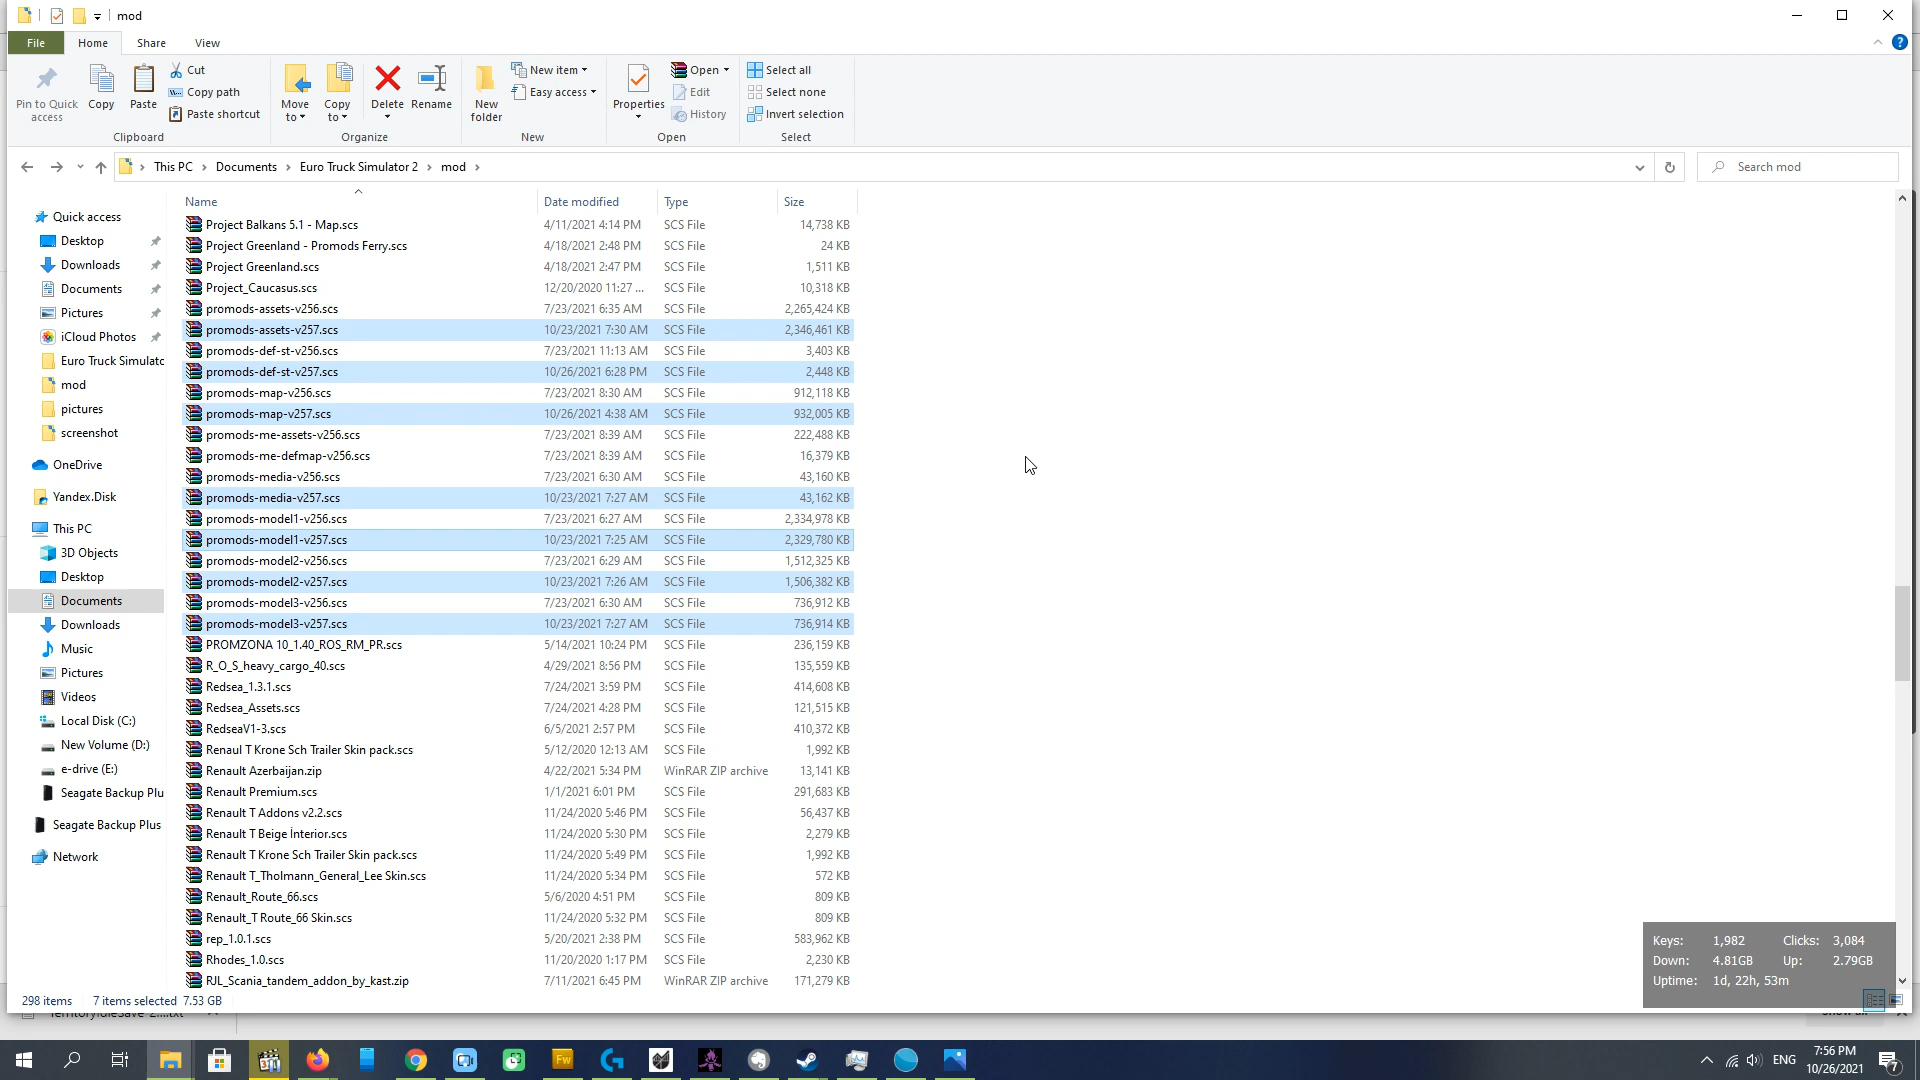 mod
File Home Share View
Pin to Quick access
Copy
Paste
Cut
Copy path
Paste shortcut
Clipboard
Move to
Copy to
Delete
Rename
Organize
New folder
New item
Easy access
New
Properties
Open
Edit
History
Open
Select all
Select none
Invert selection
Select
This PC > Documents > Euro Truck Simulator 2 > mod >
Search mod
Quick access
Desktop
Downloads
Documents
Pictures
iCloud Photos
Euro Truck Simulatc
mod
pictures
screenshot
OneDrive
Yandex.Disk
This PC
3D Objects
Desktop
Documents
Downloads
Music
Pictures
Videos
Local Disk (C:)
New Volume (D:)
e-drive (E:)
Seagate Backup Plu
Seagate Backup Plus
Network
Name Date modified Type Size
Project Balkans 5.1 - Map.scs 4/11/2021 4:14 PM SCS File 14,738 KB
Project Greenland - Promods Ferry.scs 4/18/2021 2:48 PM SCS File 24 KB
Project Greenland.scs 4/18/2021 2:47 PM SCS File 1,511 KB
Project_Caucasus.scs 12/20/2020 11:27 ... SCS File 10,318 KB
promods-assets-v256.scs 7/23/2021 6:35 AM SCS File 2,265,424 KB
promods-assets-v257.scs 10/23/2021 7:30 AM SCS File 2,346,461 KB
promods-def-st-v256.scs 7/23/2021 11:13 AM SCS File 3,403 KB
promods-def-st-v257.scs 10/26/2021 6:28 PM SCS File 2,448 KB
promods-map-v256.scs 7/23/2021 8:30 AM SCS File 912,118 KB
promods-map-v257.scs 10/26/2021 4:38 AM SCS File 932,005 KB
promods-me-assets-v256.scs 7/23/2021 8:39 AM SCS File 222,488 KB
promods-me-defmap-v256.scs 7/23/2021 8:39 AM SCS File 16,379 KB
promods-media-v256.scs 7/23/2021 6:30 AM SCS File 43,160 KB
promods-media-v257.scs 10/23/2021 7:27 AM SCS File 43,162 KB
promods-model1-v256.scs 7/23/2021 6:27 AM SCS File 2,334,978 KB
promods-model1-v257.scs 10/23/2021 7:25 AM SCS File 2,329,780 KB
promods-model2-v256.scs 7/23/2021 6:29 AM SCS File 1,512,325 KB
promods-model2-v257.scs 10/23/2021 7:26 AM SCS File 1,506,382 KB
promods-model3-v256.scs 7/23/2021 6:30 AM SCS File 736,912 KB
promods-model3-v257.scs 10/23/2021 7:27 AM SCS File 736,914 KB
PROMZONA 10_1.40_ROS_RM_PR.scs 5/14/2021 10:24 PM SCS File 236,159 KB
R_O_S_heavy_cargo_40.scs 4/29/2021 8:56 PM SCS File 135,559 KB
Redsea_1.3.1.scs 7/24/2021 3:59 PM SCS File 414,608 KB
Redsea_Assets.scs 7/24/2021 4:28 PM SCS File 121,515 KB
RedseaV1-3.scs 6/5/2021 2:57 PM SCS File 410,372 KB
Renaul T Krone Sch Trailer Skin pack.scs 5/12/2020 12:13 AM SCS File 1,992 KB
Renault Azerbaijan.zip 4/22/2021 5:34 PM WinRAR ZIP archive 13,141 KB
Renault Premium.scs 1/1/2021 6:01 PM SCS File 291,683 KB
Renault T Addons v2.2.scs 11/24/2020 5:46 PM SCS File 56,437 KB
Renault T Beige İnterior.scs 11/24/2020 5:30 PM SCS File 2,279 KB
Renault T Krone Sch Trailer Skin pack.scs 11/24/2020 5:49 PM SCS File 1,992 KB
Renault T_Tholmann_General_Lee Skin.scs 11/24/2020 5:34 PM SCS File 572 KB
Renault_Route_66.scs 5/6/2020 4:51 PM SCS File 809 KB
Renault_T Route_66 Skin.scs 11/24/2020 5:32 PM SCS File 809 KB
rep_1.0.1.scs 5/20/2021 2:38 PM SCS File 583,962 KB
Rhodes_1.0.scs 11/20/2020 1:17 PM SCS File 2,230 KB
RJL_Scania_tandem_addon_by_kast.zip 7/11/2021 6:45 PM WinRAR ZIP archive 171,279 KB
Keys: 1,982 Clicks: 3,084
Down: 4.81GB Up: 2.79GB
Uptime: 1d, 22h, 53m
298 items 7 items selected 7.53 GB
Fw
ENG
7:56 PM
10/26/2021
7